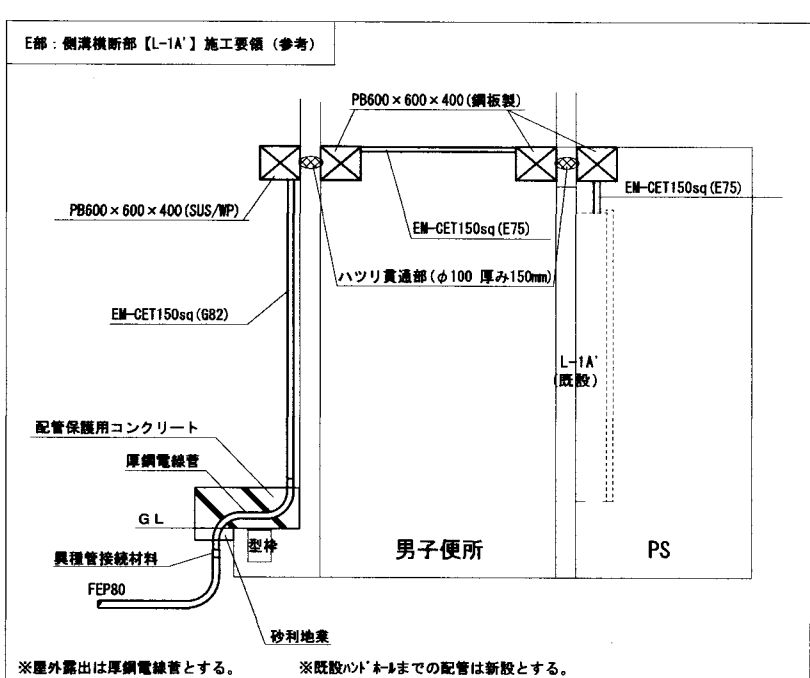 E部：側溝横断部【L-1A'】施工要領（参考）
PB600×600×400(鋼板製)
EM-CET150sq(E75)
PB600×600×400(SUS/WP)
EM-CET150sq(E75)
ハツリ貫通部(φ100 厚み150mm)
EM-CET150sq(G82)
L-1A'
(既設)
配管保護用コンクリート
厚鋼電線管
GL
型枠
男子便所
PS
異種管接続材料
FEP80
砂利地業
※屋外露出は厚鋼電線管とする。
※既設ハンドホールまでの配管は新設とする。